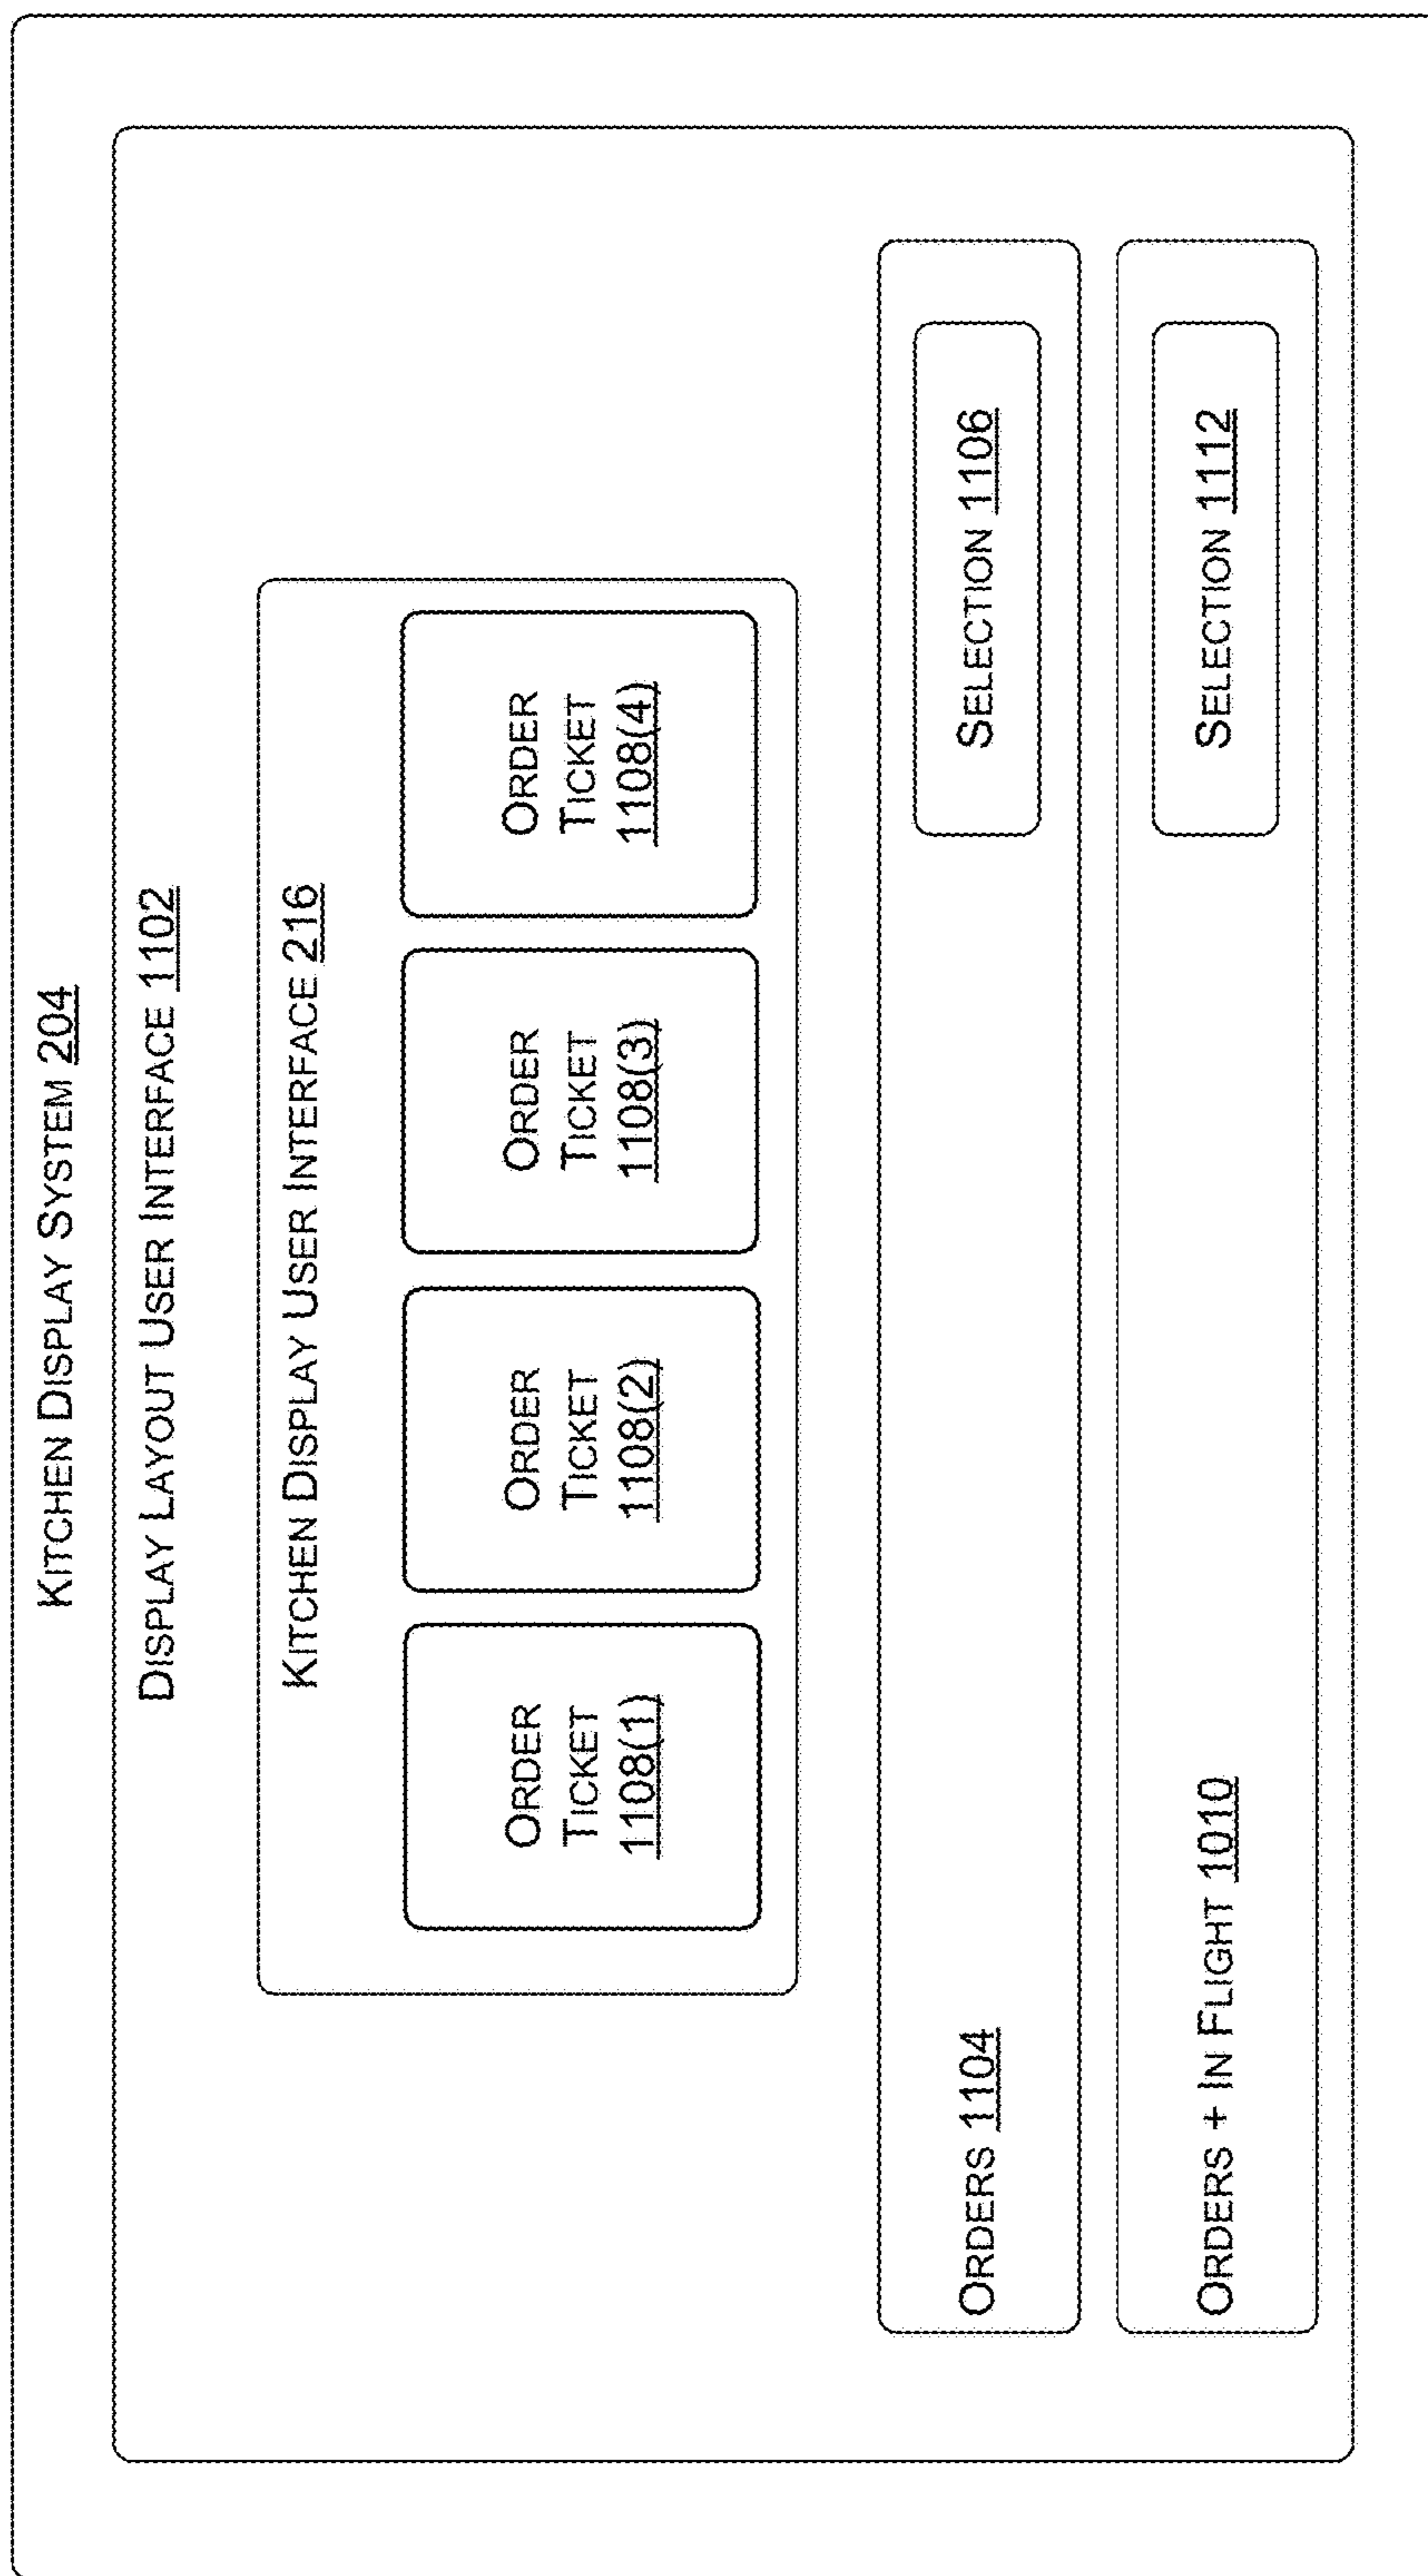 KITCHEN DISPLAY SYSTEM 204
DISPLAY LAYOUT USER INTERFACE 1102
KITCHEN DISPLAY USER INTERFACE 216
ORDER
TICKET
1108(1)
ORDER
TICKET
1108(2)
ORDER
TICKET
1108(3)
ORDER
TICKET
1108(4)
ORDERS 1104
SELECTION 1106
ORDERS + IN FLIGHT 1010
SELECTION 1112